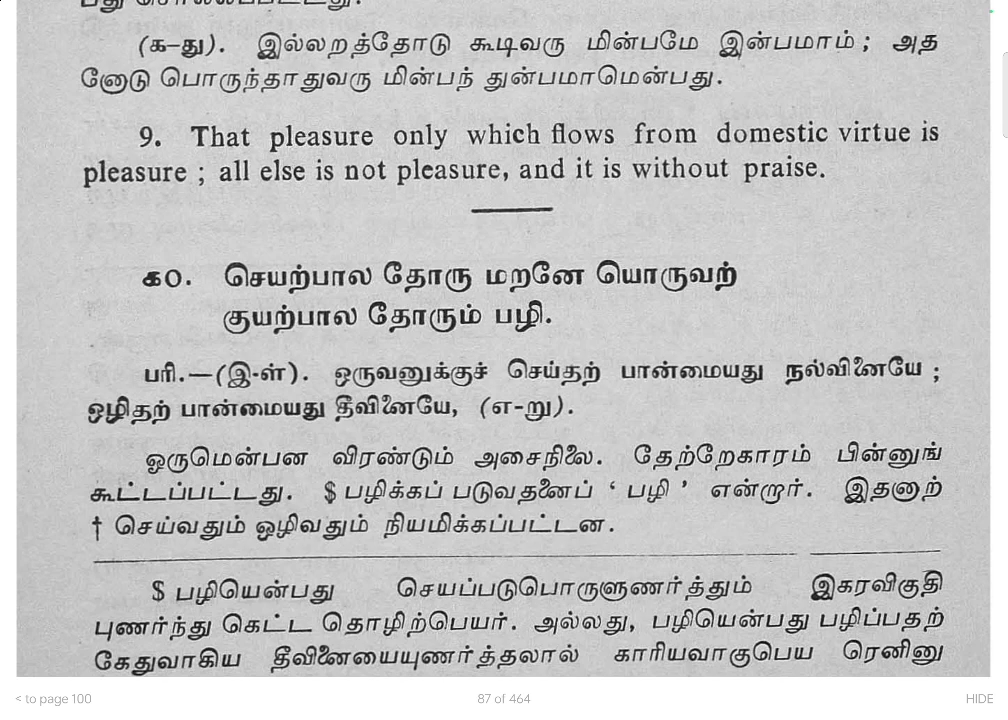 (க-து). இல்லறத்தோடு கூடிவரு மின்பமே இன்பமாம் ; அத
னோடு பொருந்தாதுவரு மின்பந் துன்பமாமென்பது.
9. That pleasure only which flows from domestic virtue is
pleasure ; all else is not pleasure, and it is without praise.
௧௦. செயற்பால தோரு மறனே யொருவற்
குயற்பால தோரும் பழி.
பரி.—(இ-ள்). ஒருவனுக்குச் செய்தற் பான்மையது நல்வினையே ;
ஒழிதற் பான்மையது தீவினையே, (எ-று).
ஓருமென்பன விரண்டும் அசைநிலை. தேற்றேகாரம் பின்னுங்
கூட்டப்பட்டது. $ பழிக்கப் படுவதனைப் ‘ பழி ’ என்றார். இதனாற்
† செய்வதும் ஒழிவதும் நியமிக்கப்பட்டன.
$ பழியென்பது செயப்படுபொருளுணர்த்தும் இகரவிகுதி
புணர்ந்து கெட்ட தொழிற்பெயர். அல்லது, பழியென்பது பழிப்பதற்
கேதுவாகிய தீவினையையுணர்த்தலால் காரியவாகுபெய ரெனினு
< to page 100 87 of 464 HIDE